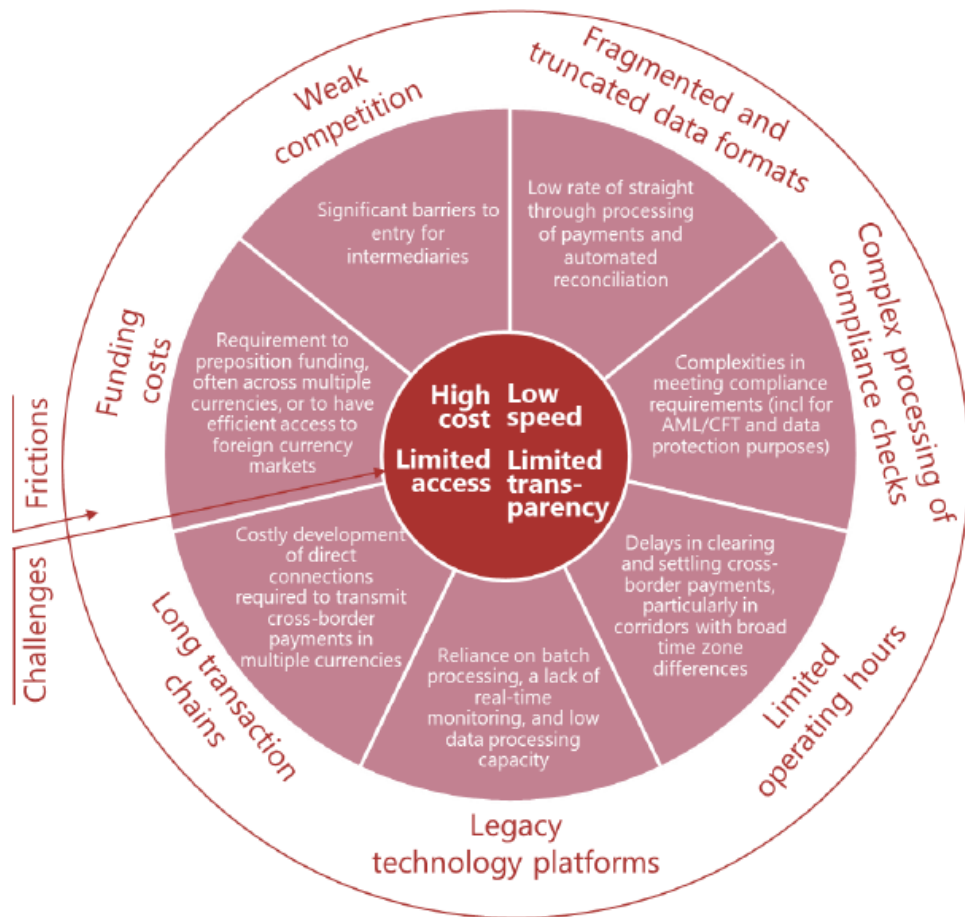 Weak
competition
Fragmented and
truncated data formats
Complex processing of
compliance checks
Limited
operating hours
Legacy
technology platforms
Long transaction
chains
Funding
costs
Frictions
Challenges
Significant barriers to
entry for
intermediaries
Low rate of straight
through processing
of payments and
automated
reconciliation
Complexities in
meeting compliance
requirements (incl for
AML/CFT and data
protection purposes)
Delays in clearing
and settling cross-
border payments,
particularly in
corridors with broad
time zone
differences
Reliance on batch
processing, a lack of
real-time
monitoring, and low
data processing
capacity
Costly development
of direct
connections
required to transmit
cross-border
payments in
multiple currencies
Requirement to
preposition funding,
often across multiple
currencies, or to have
efficient access to
foreign currency
markets
High
cost
Low
speed
Limited
access
Limited
trans-
parency